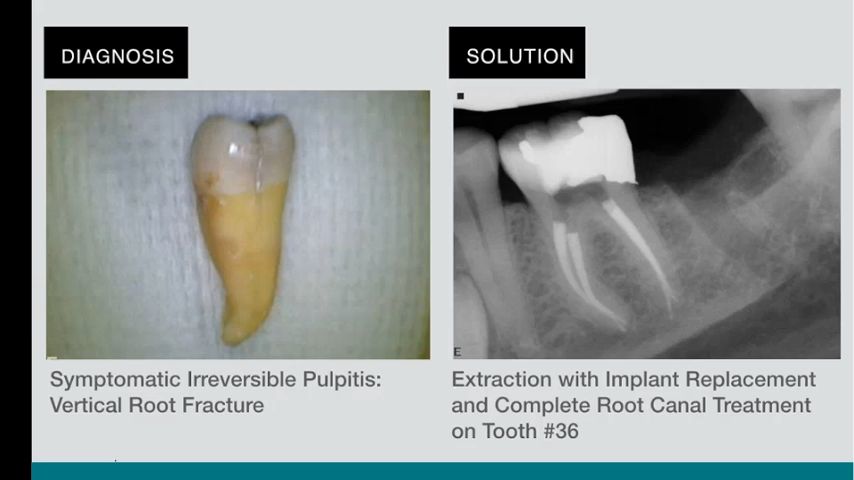 DIAGNOSIS
SOLUTION
E
Symptomatic Irreversible Pulpitis:
Vertical Root Fracture
Extraction with Implant Replacement
and Complete Root Canal Treatment
on Tooth #36